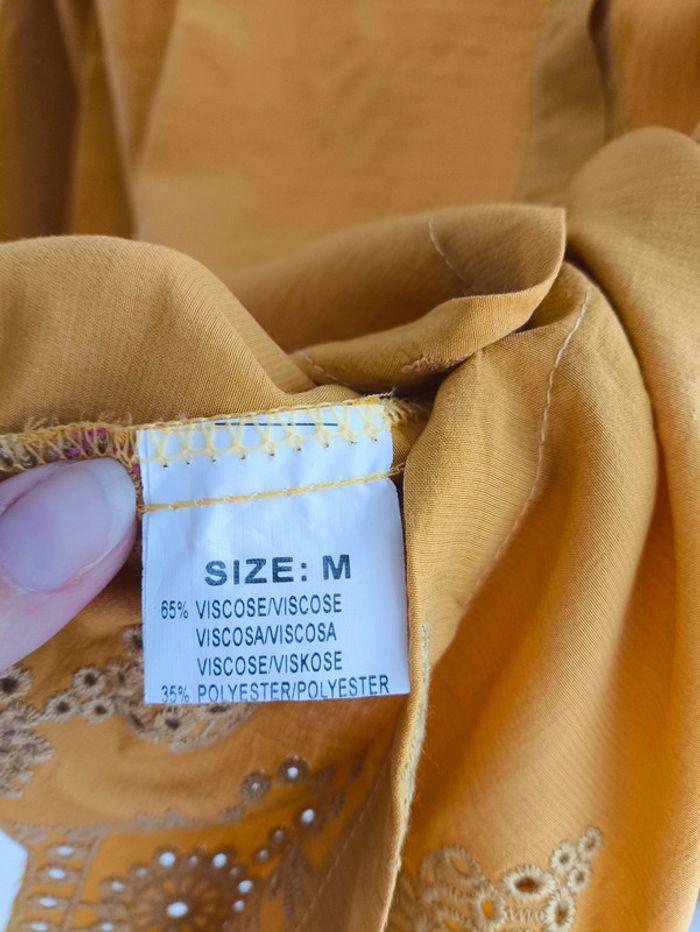 SIZE: M
65% VISCOSE/VISCOSE
VISCOSA/VISCOSA
VISCOSE/VISKOSE
35% POLYESTER/POLYESTER